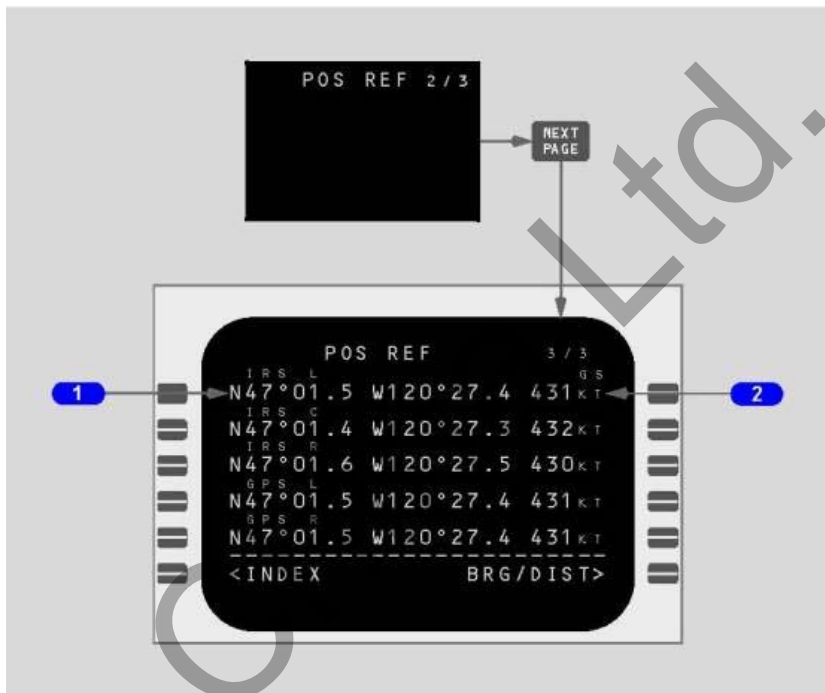 POS REF 2/3
NEXT
PAGE
POS REF 3/3
IRS L GS
N47°01.5 W120°27.4 431KT
IRS C
N47°01.4 W120°27.3 432KT
IRS R
N47°01.6 W120°27.5 430KT
GPS L
N47°01.5 W120°27.4 431KT
GPS R
N47°01.5 W120°27.4 431KT
<INDEX BRG/DIST>
1
2
Ltd.